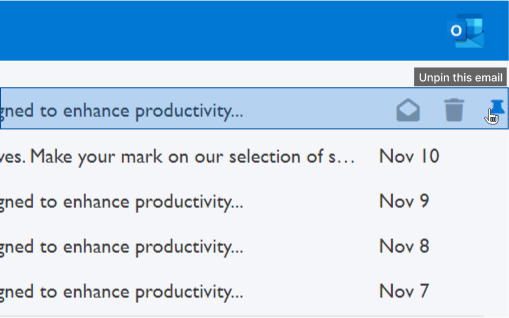 O
Unpin this email
gned to enhance productivity...
ves. Make your mark on our selection of s... Nov 10
gned to enhance productivity... Nov 9
gned to enhance productivity... Nov 8
gned to enhance productivity... Nov 7